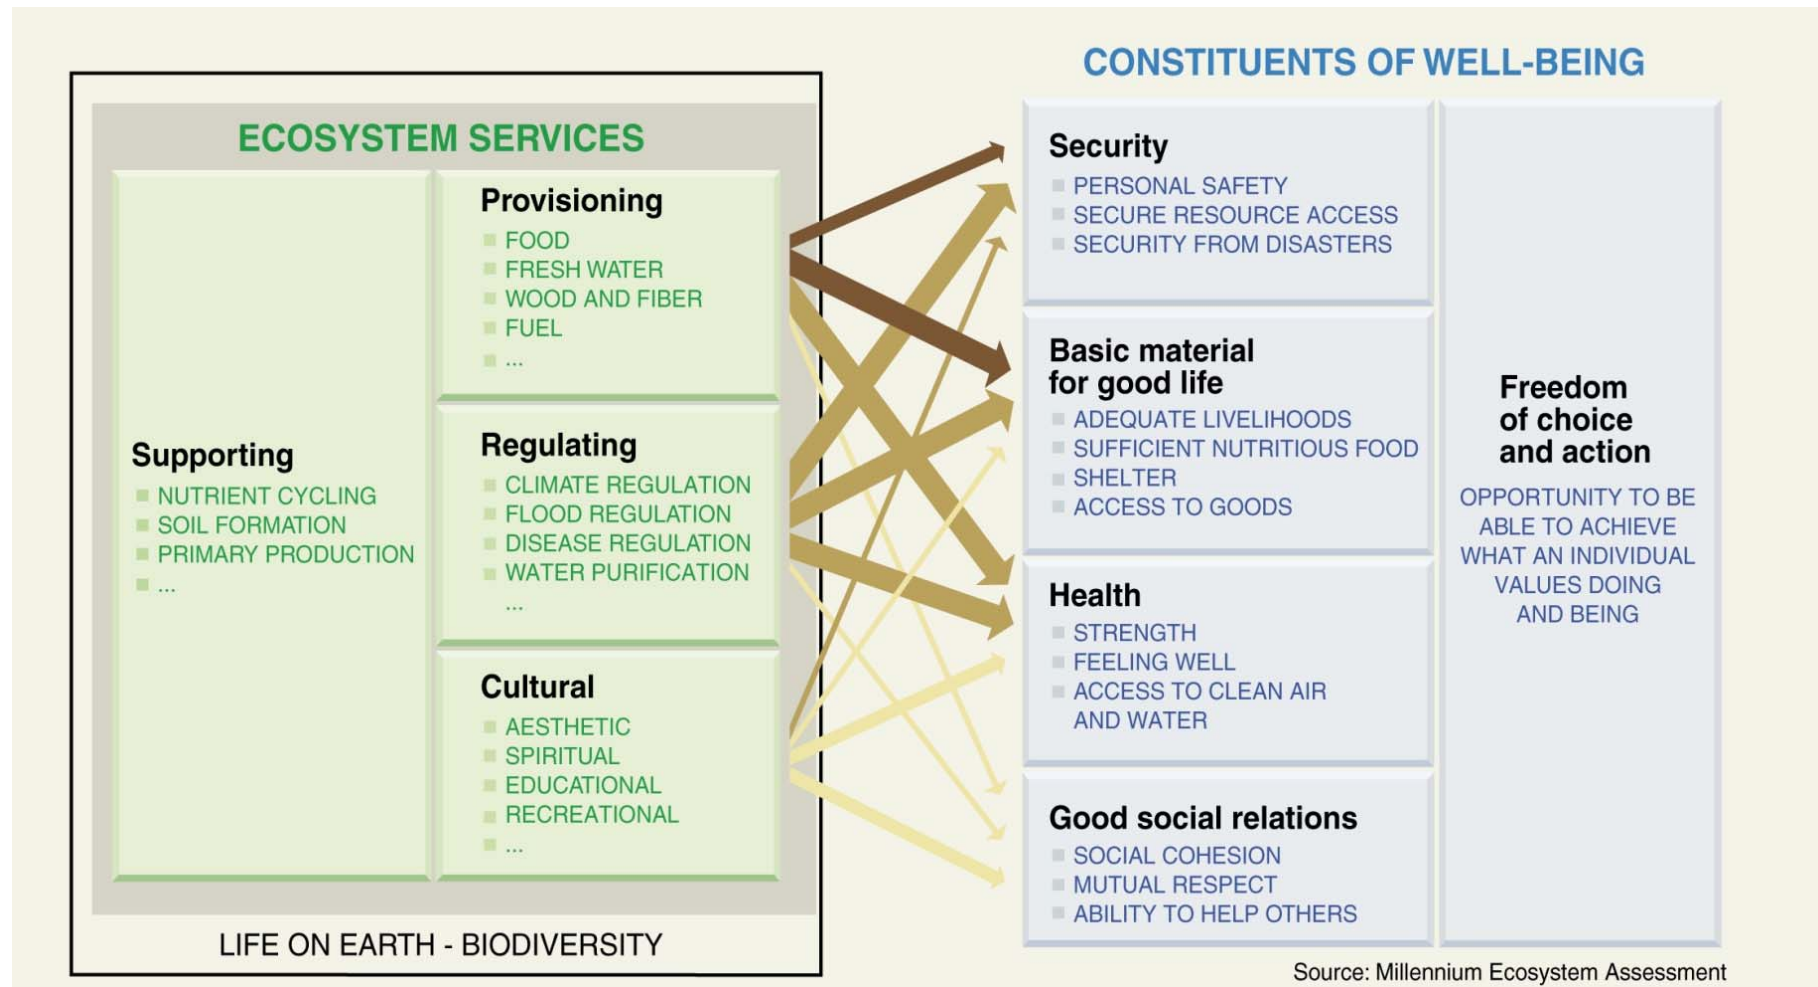 ECOSYSTEM SERVICES
Supporting
NUTRIENT CYCLING
SOIL FORMATION
PRIMARY PRODUCTION
...
Provisioning
FOOD
FRESH WATER
WOOD AND FIBER
FUEL
...
Regulating
CLIMATE REGULATION
FLOOD REGULATION
DISEASE REGULATION
WATER PURIFICATION
...
Cultural
AESTHETIC
SPIRITUAL
EDUCATIONAL
RECREATIONAL
...
LIFE ON EARTH - BIODIVERSITY
CONSTITUENTS OF WELL-BEING
Security
PERSONAL SAFETY
SECURE RESOURCE ACCESS
SECURITY FROM DISASTERS
Basic material
for good life
ADEQUATE LIVELIHOODS
SUFFICIENT NUTRITIOUS FOOD
SHELTER
ACCESS TO GOODS
Health
STRENGTH
FEELING WELL
ACCESS TO CLEAN AIR
AND WATER
Good social relations
SOCIAL COHESION
MUTUAL RESPECT
ABILITY TO HELP OTHERS
Freedom
of choice
and action
OPPORTUNITY TO BE
ABLE TO ACHIEVE
WHAT AN INDIVIDUAL
VALUES DOING
AND BEING
Source: Millennium Ecosystem Assessment